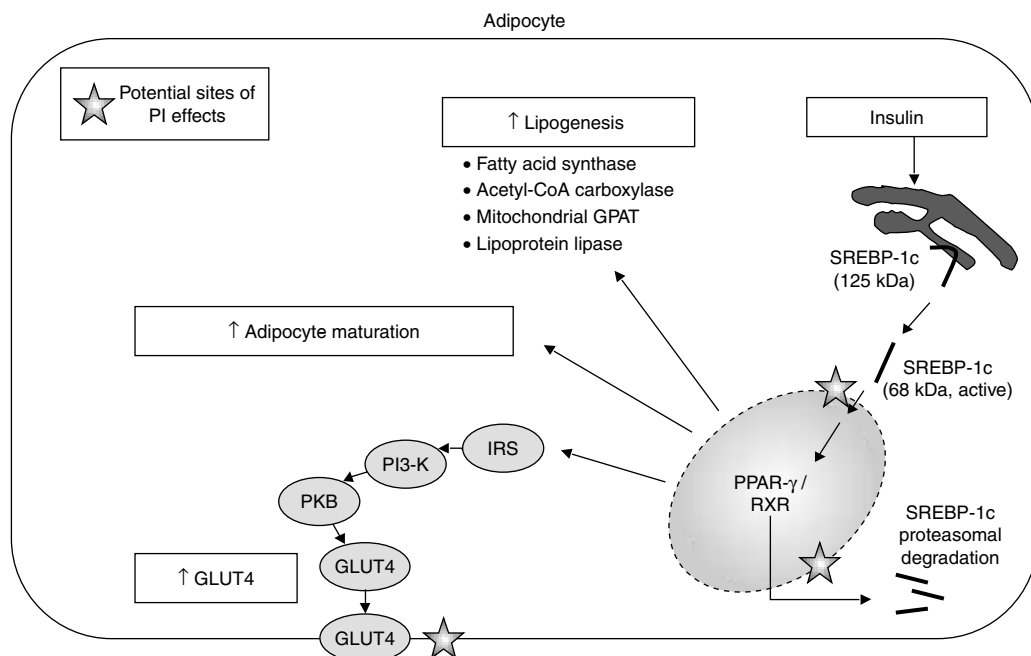 Adipocyte
Potential sites of
PI effects
↑ Lipogenesis
• Fatty acid synthase
• Acetyl-CoA carboxylase
• Mitochondrial GPAT
• Lipoprotein lipase
Insulin
SREBP-1c
(125 kDa)
↑ Adipocyte maturation
SREBP-1c
(68 kDa, active)
IRS
PI3-K
PKB
GLUT4
↑ GLUT4
GLUT4
PPAR-γ /
RXR
SREBP-1c
proteasomal
degradation